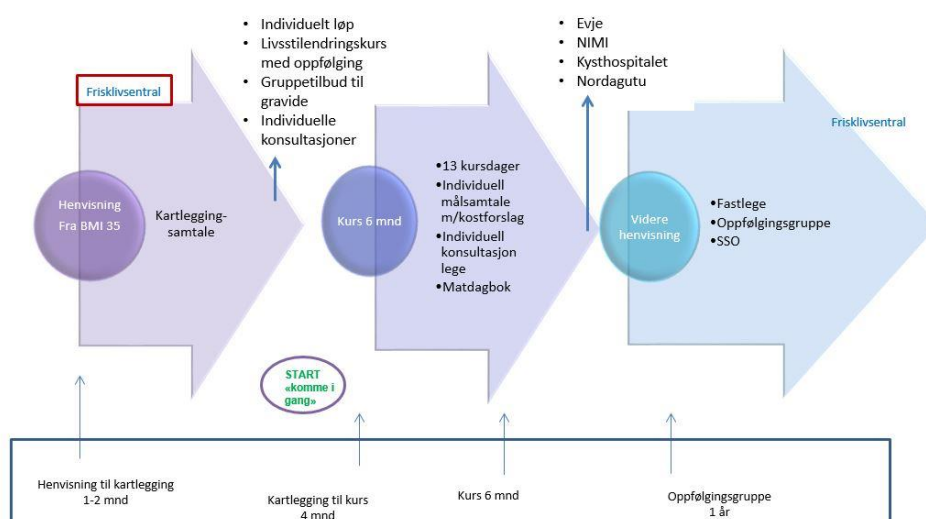 • Individuelt løp
• Livsstilendringskurs
med oppfølging
• Gruppetilbud til
gravide
• Individuelle
konsultasjoner
• Evje
• NIMI
• Kysthospitalet
• Nordagutu
Frisklivsentral
Frisklivsentral
Henvisning
Fra BMI 35
Kartlegging-
samtale
Kurs 6 mnd
•13 kursdager
•Individuell
målsamtale
m/kostforslag
•Individuell
konsultasjon
lege
•Matdagbok
Videre
henvisning
•Fastlege
•Oppfølgingsgruppe
•SSO
START
«komme i
gang»
Henvisning til kartlegging
1-2 mnd
Kartlegging til kurs
4 mnd
Kurs 6 mnd
Oppfølgingsgruppe
1 år